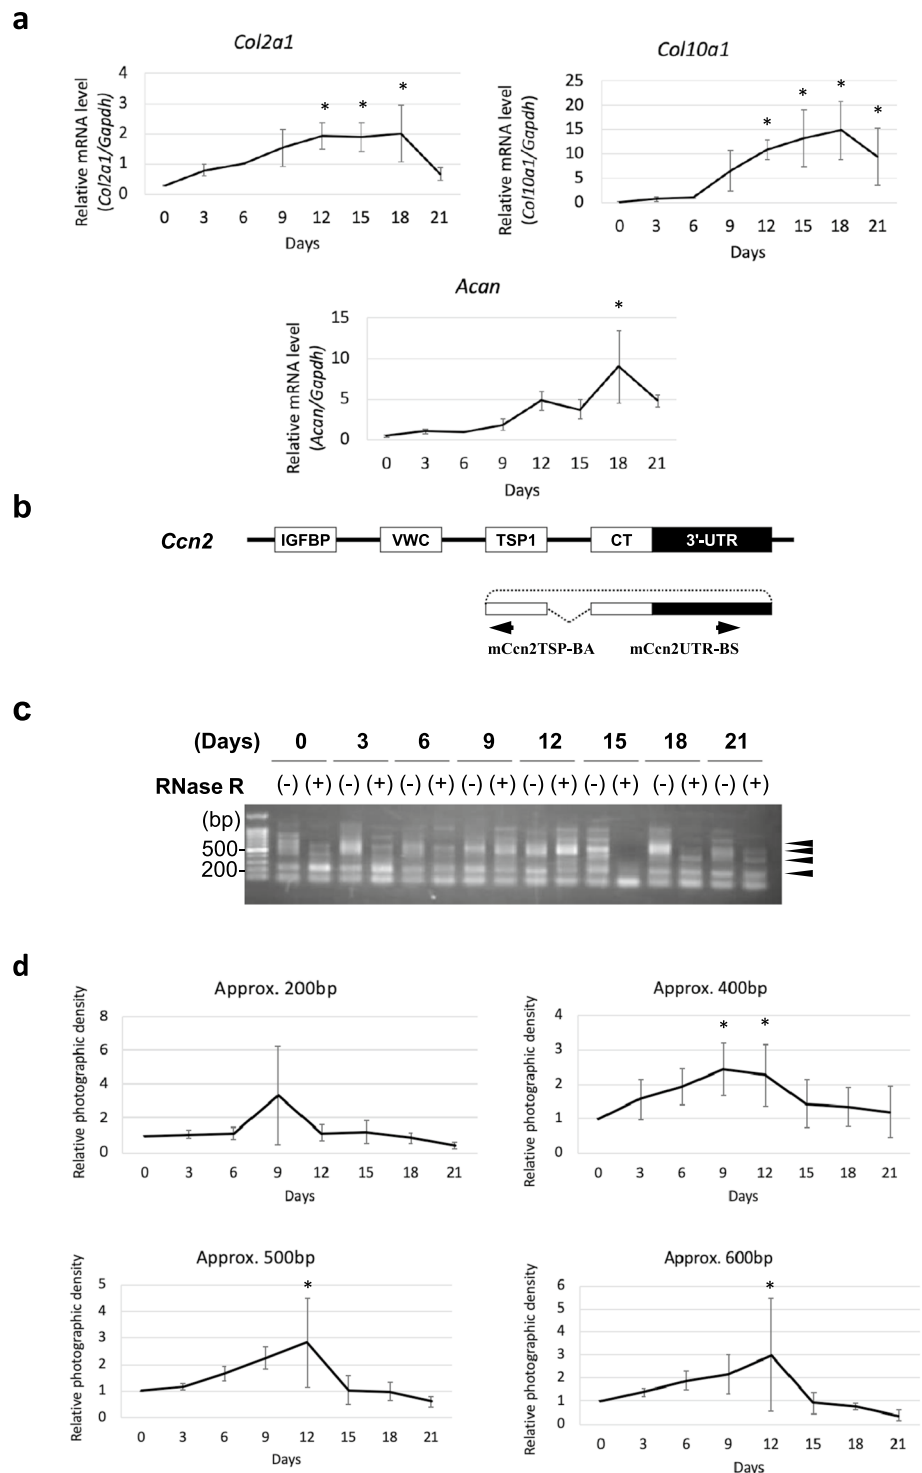 a
Col2a1
Relative mRNA level
(Col2a1/Gapdh)
4
3
2
1
0
* * *
0 3 6 9 12 15 18 21
Days
Col10a1
Relative mRNA level
(Col10a1/Gapdh)
25
20
15
10
5
0
* * * *
0 3 6 9 12 15 18 21
Days
Acan
Relative mRNA level
(Acan/Gapdh)
15
10
5
0
*
0 3 6 9 12 15 18 21
Days
b
Ccn2 IGFBP VWC TSP1 CT 3'-UTR
mCcn2TSP-BA mCcn2UTR-BS
c
(Days) 0 3 6 9 12 15 18 21
RNase R (-) (+) (-) (+) (-) (+) (-) (+) (-) (+) (-) (+) (-) (+) (-) (+)
(bp)
500-
200-
d
Approx. 200bp
Relative photographic density
8
6
4
2
0
0 3 6 9 12 15 18 21
Days
Approx. 400bp
Relative photographic density
4
3
2
1
0
* *
0 3 6 9 12 15 18 21
Days
Approx. 500bp
Relative photographic density
5
4
3
2
1
0
*
0 3 6 9 12 15 18 21
Days
Approx. 600bp
Relative photographic density
6
5
4
3
2
1
0
*
0 3 6 9 12 15 18 21
Days